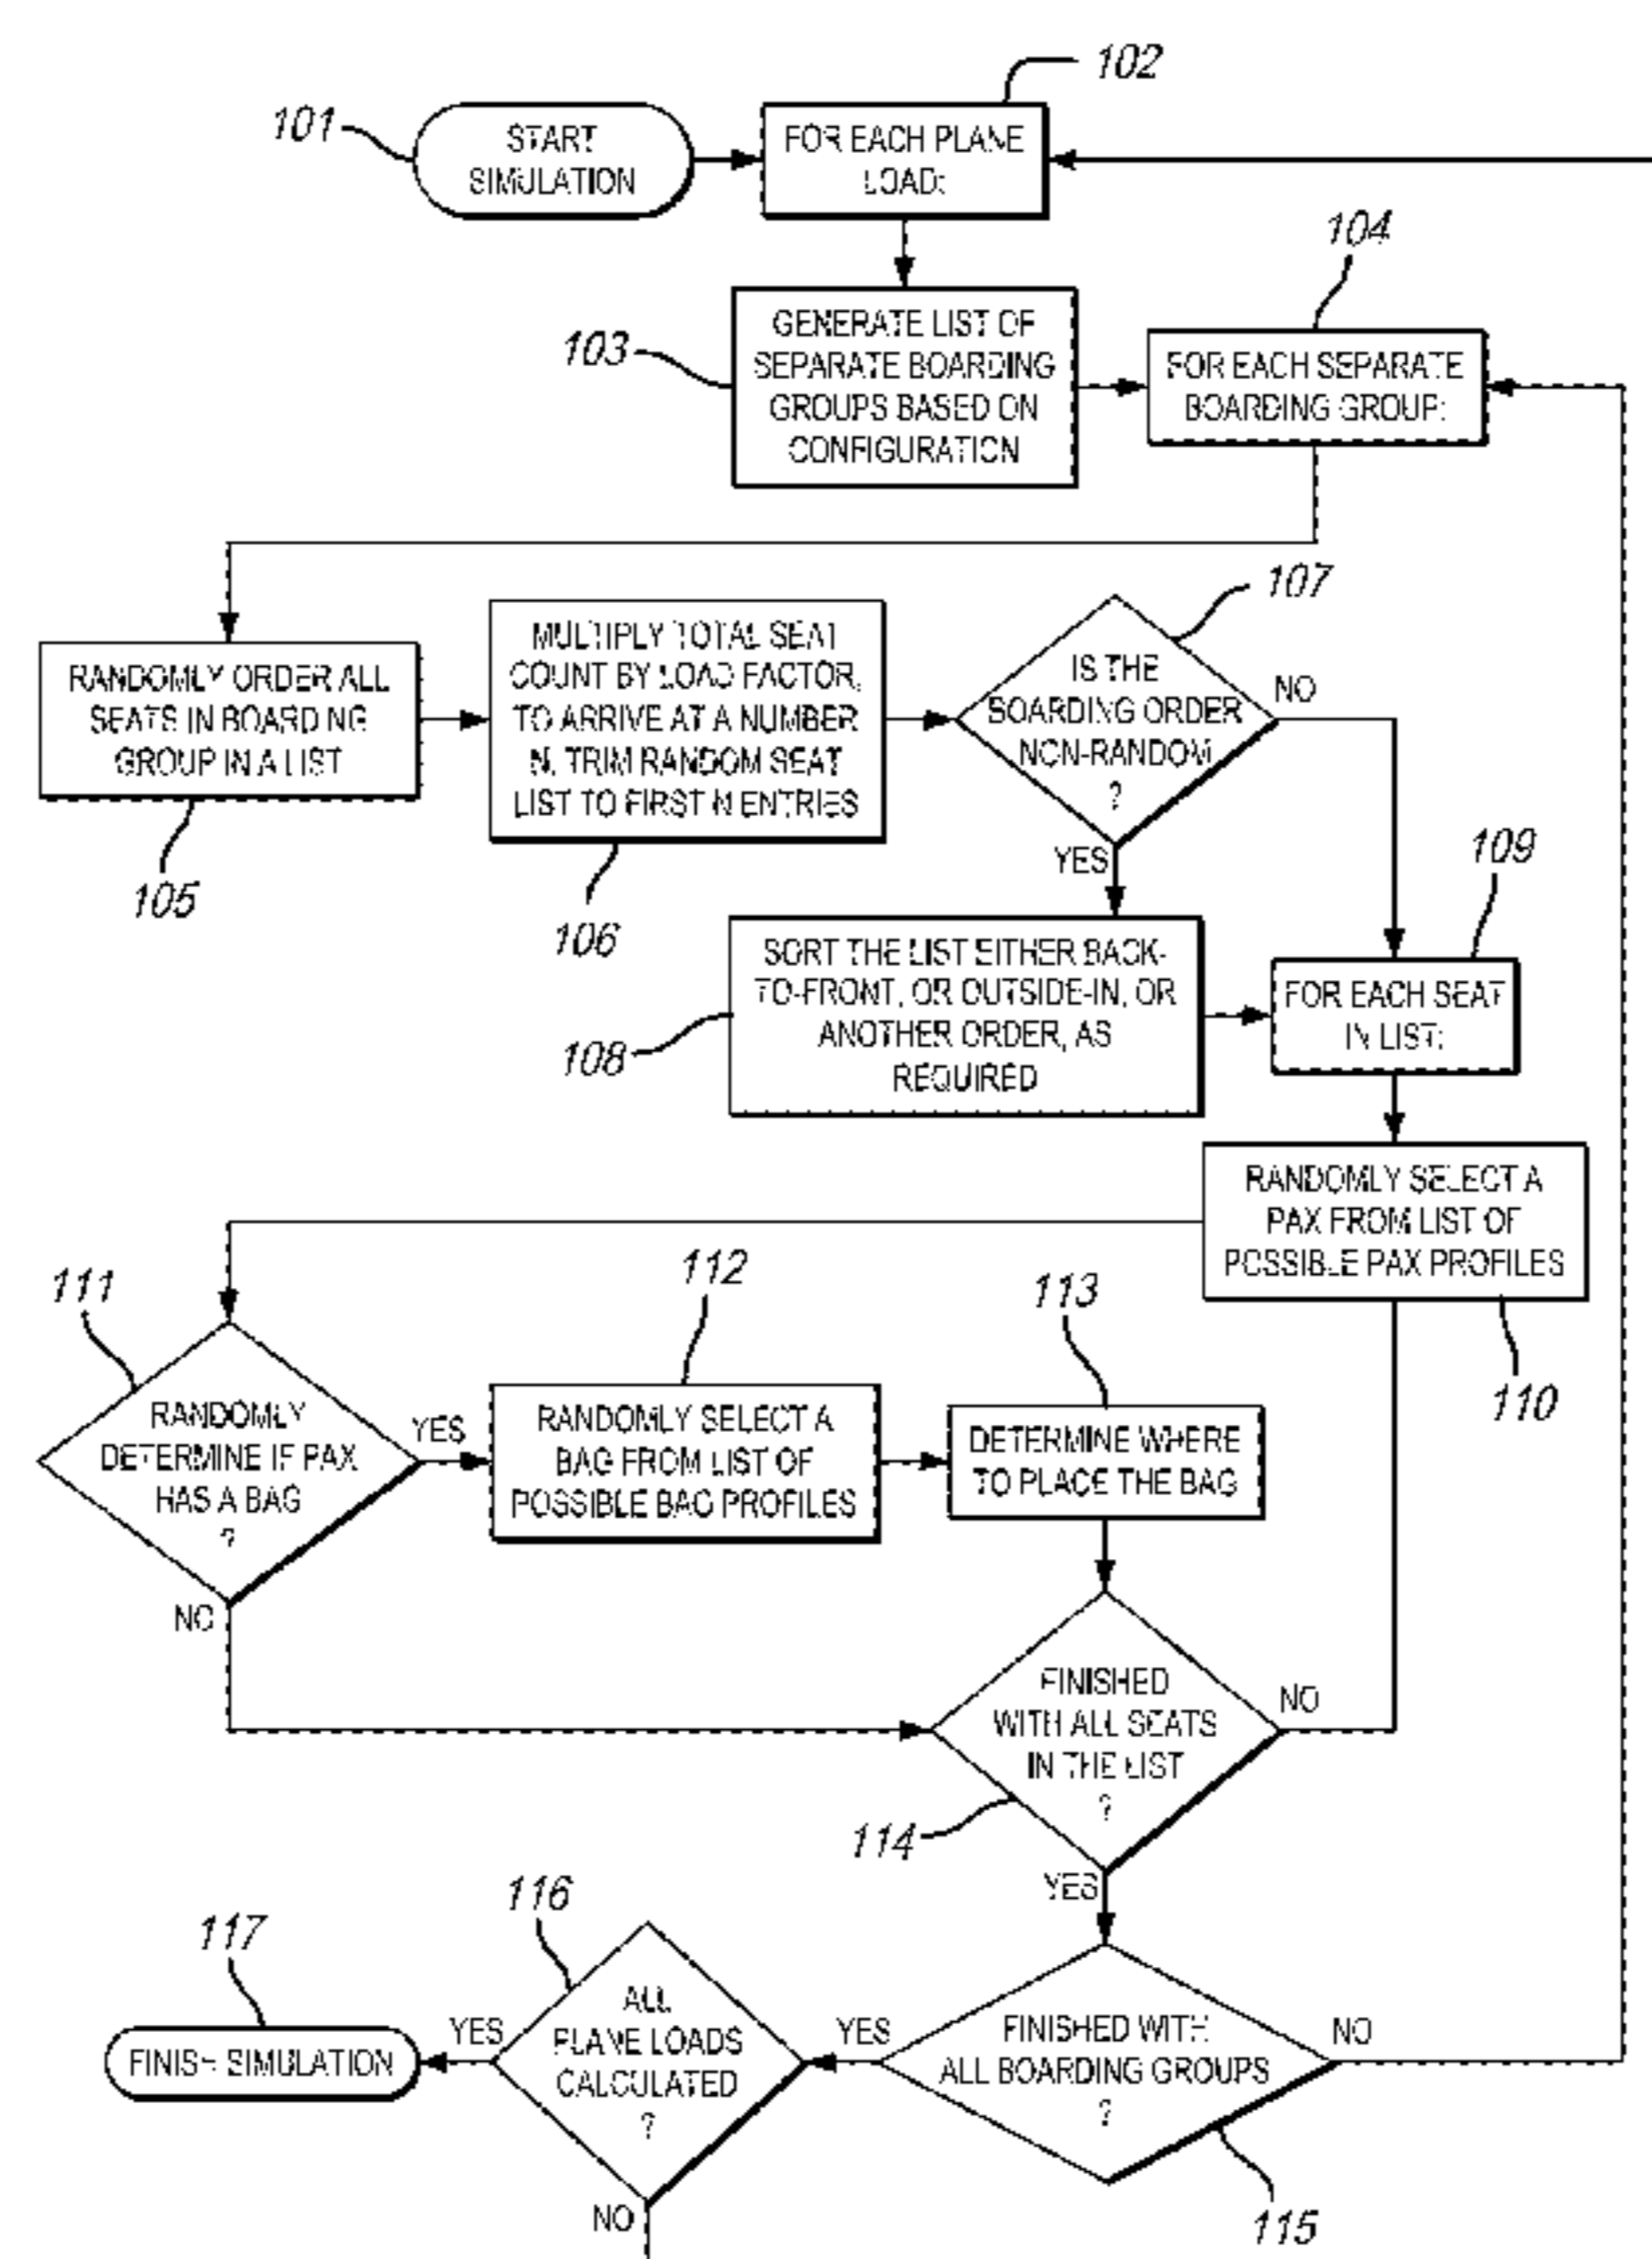 102
101
START
SIMULATION
FOR EACH PLANE
LOAD:
104
103
GENERATE LIST OF
SEPARATE BOARDING
GROUPS BASED ON
CONFIGURATION
FOR EACH SEPARATE
BOARDING GROUP:
107
RANDOMLY ORDER ALL
SEATS IN BOARDING
GROUP IN A LIST
105
MULTIPLY TOTAL SEAT
COUNT BY LOAD FACTOR,
TO ARRIVE AT A NUMBER
N. TRIM RANDOM SEAT
LIST TO FIRST N ENTRIES
106
IS THE
BOARDING ORDER
NON-RANDOM
?
NO
YES
109
108
SORT THE LIST EITHER BACK-
TO-FRONT, OR OUTSIDE-IN, OR
ANOTHER ORDER, AS
REQUIRED
FOR EACH SEAT
IN LIST:
RANDOMLY SELECT A
PAX FROM LIST OF
POSSIBLE PAX PROFILES
110
111
RANDOMLY
DETERMINE IF PAX
HAS A BAG
?
YES
NO
112
RANDOMLY SELECT A
BAG FROM LIST OF
POSSIBLE BAG PROFILES
113
DETERMINE WHERE
TO PLACE THE BAG
FINISHED
WITH ALL SEATS
IN THE LIST
?
NO
114
YES
117
FINISH SIMULATION
YES
116
ALL
PLANE LOADS
CALCULATED
?
NO
YES
FINISHED WITH
ALL BOARDING GROUPS
?
NO
115